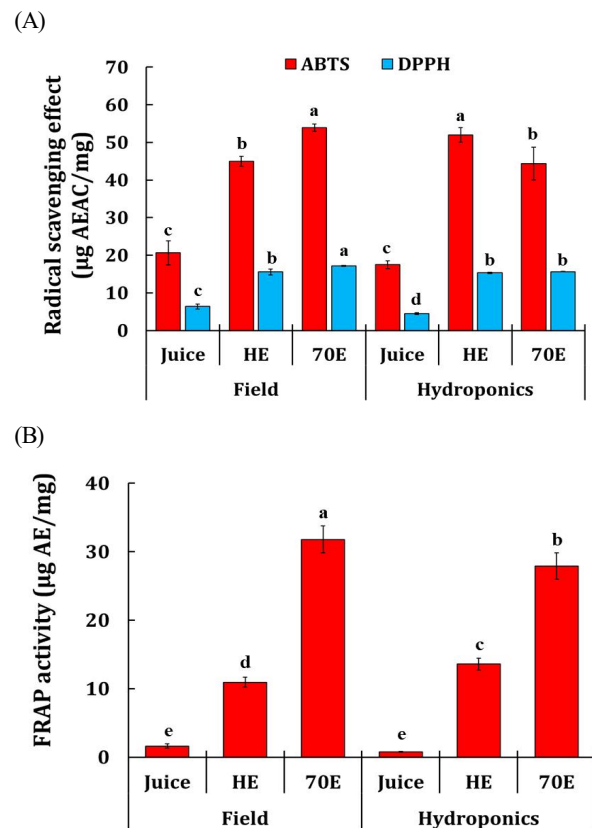 (A)
Radical scavenging effect
(µg AEAC/mg)
ABTS DPPH
70
60
50
40
30
20
10
0
c
c
b
b
a
a
c
d
a
b
b
b
Juice HE 70E Juice HE 70E
Field Hydroponics
(B)
FRAP activity (µg AE/mg)
40
30
20
10
0
e
d
a
e
c
b
Juice HE 70E Juice HE 70E
Field Hydroponics